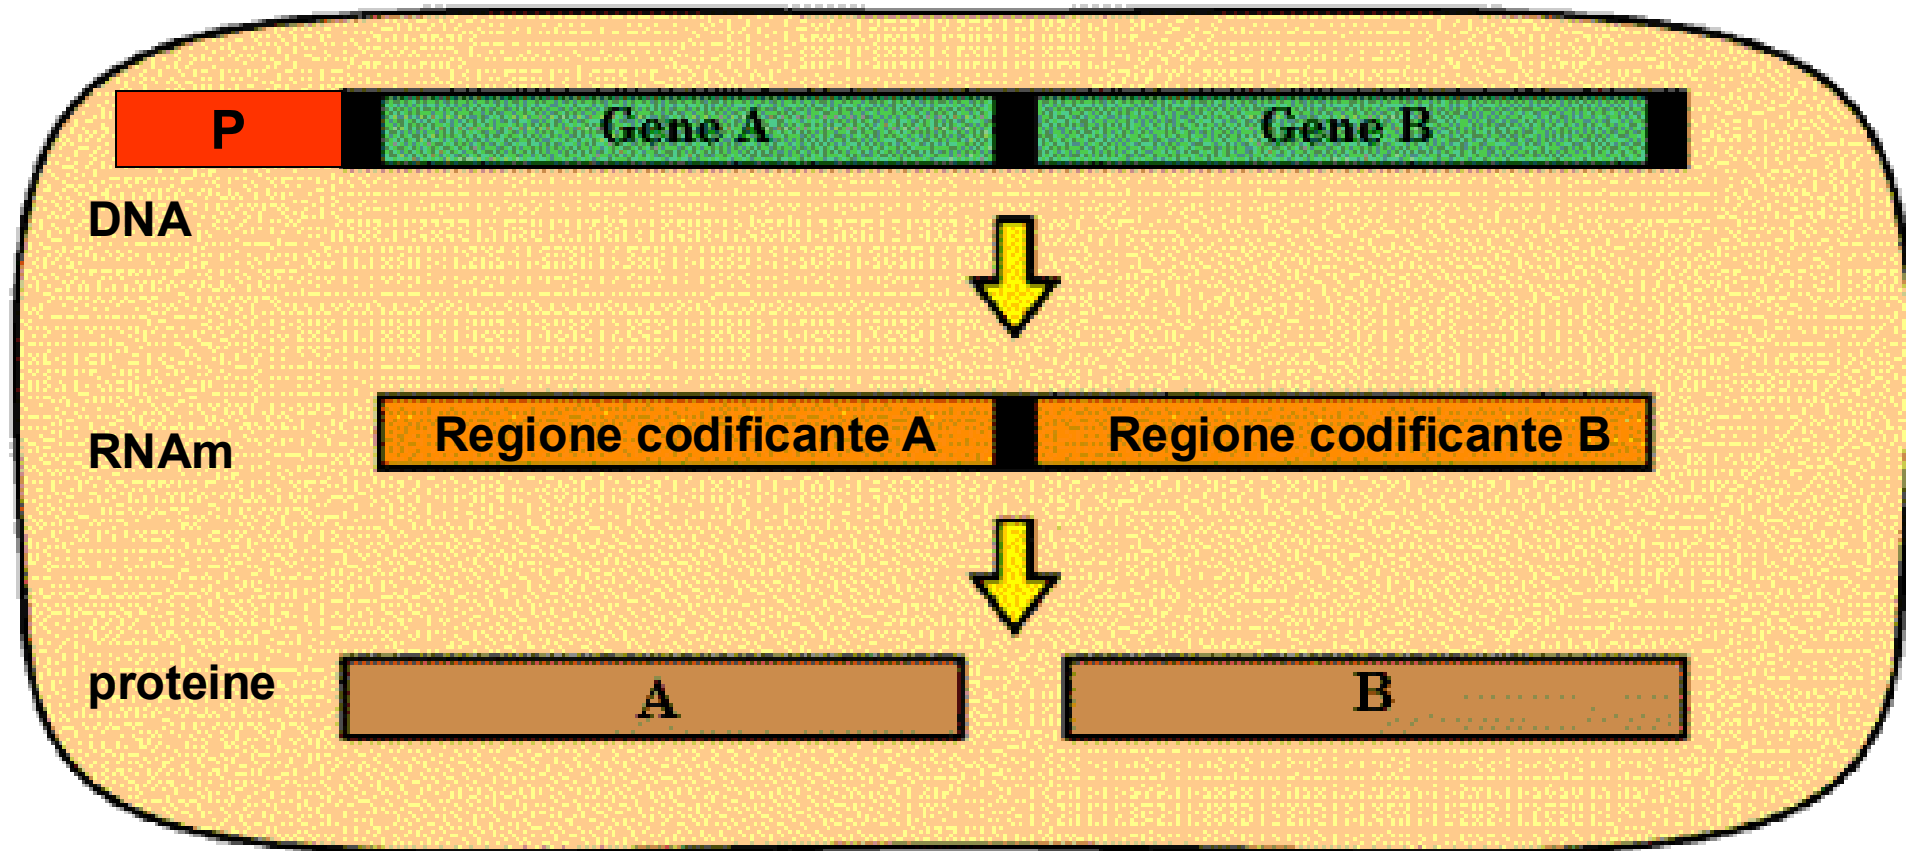 P Gene A Gene B
DNA
RNAm Regione codificante A Regione codificante B
proteine A B